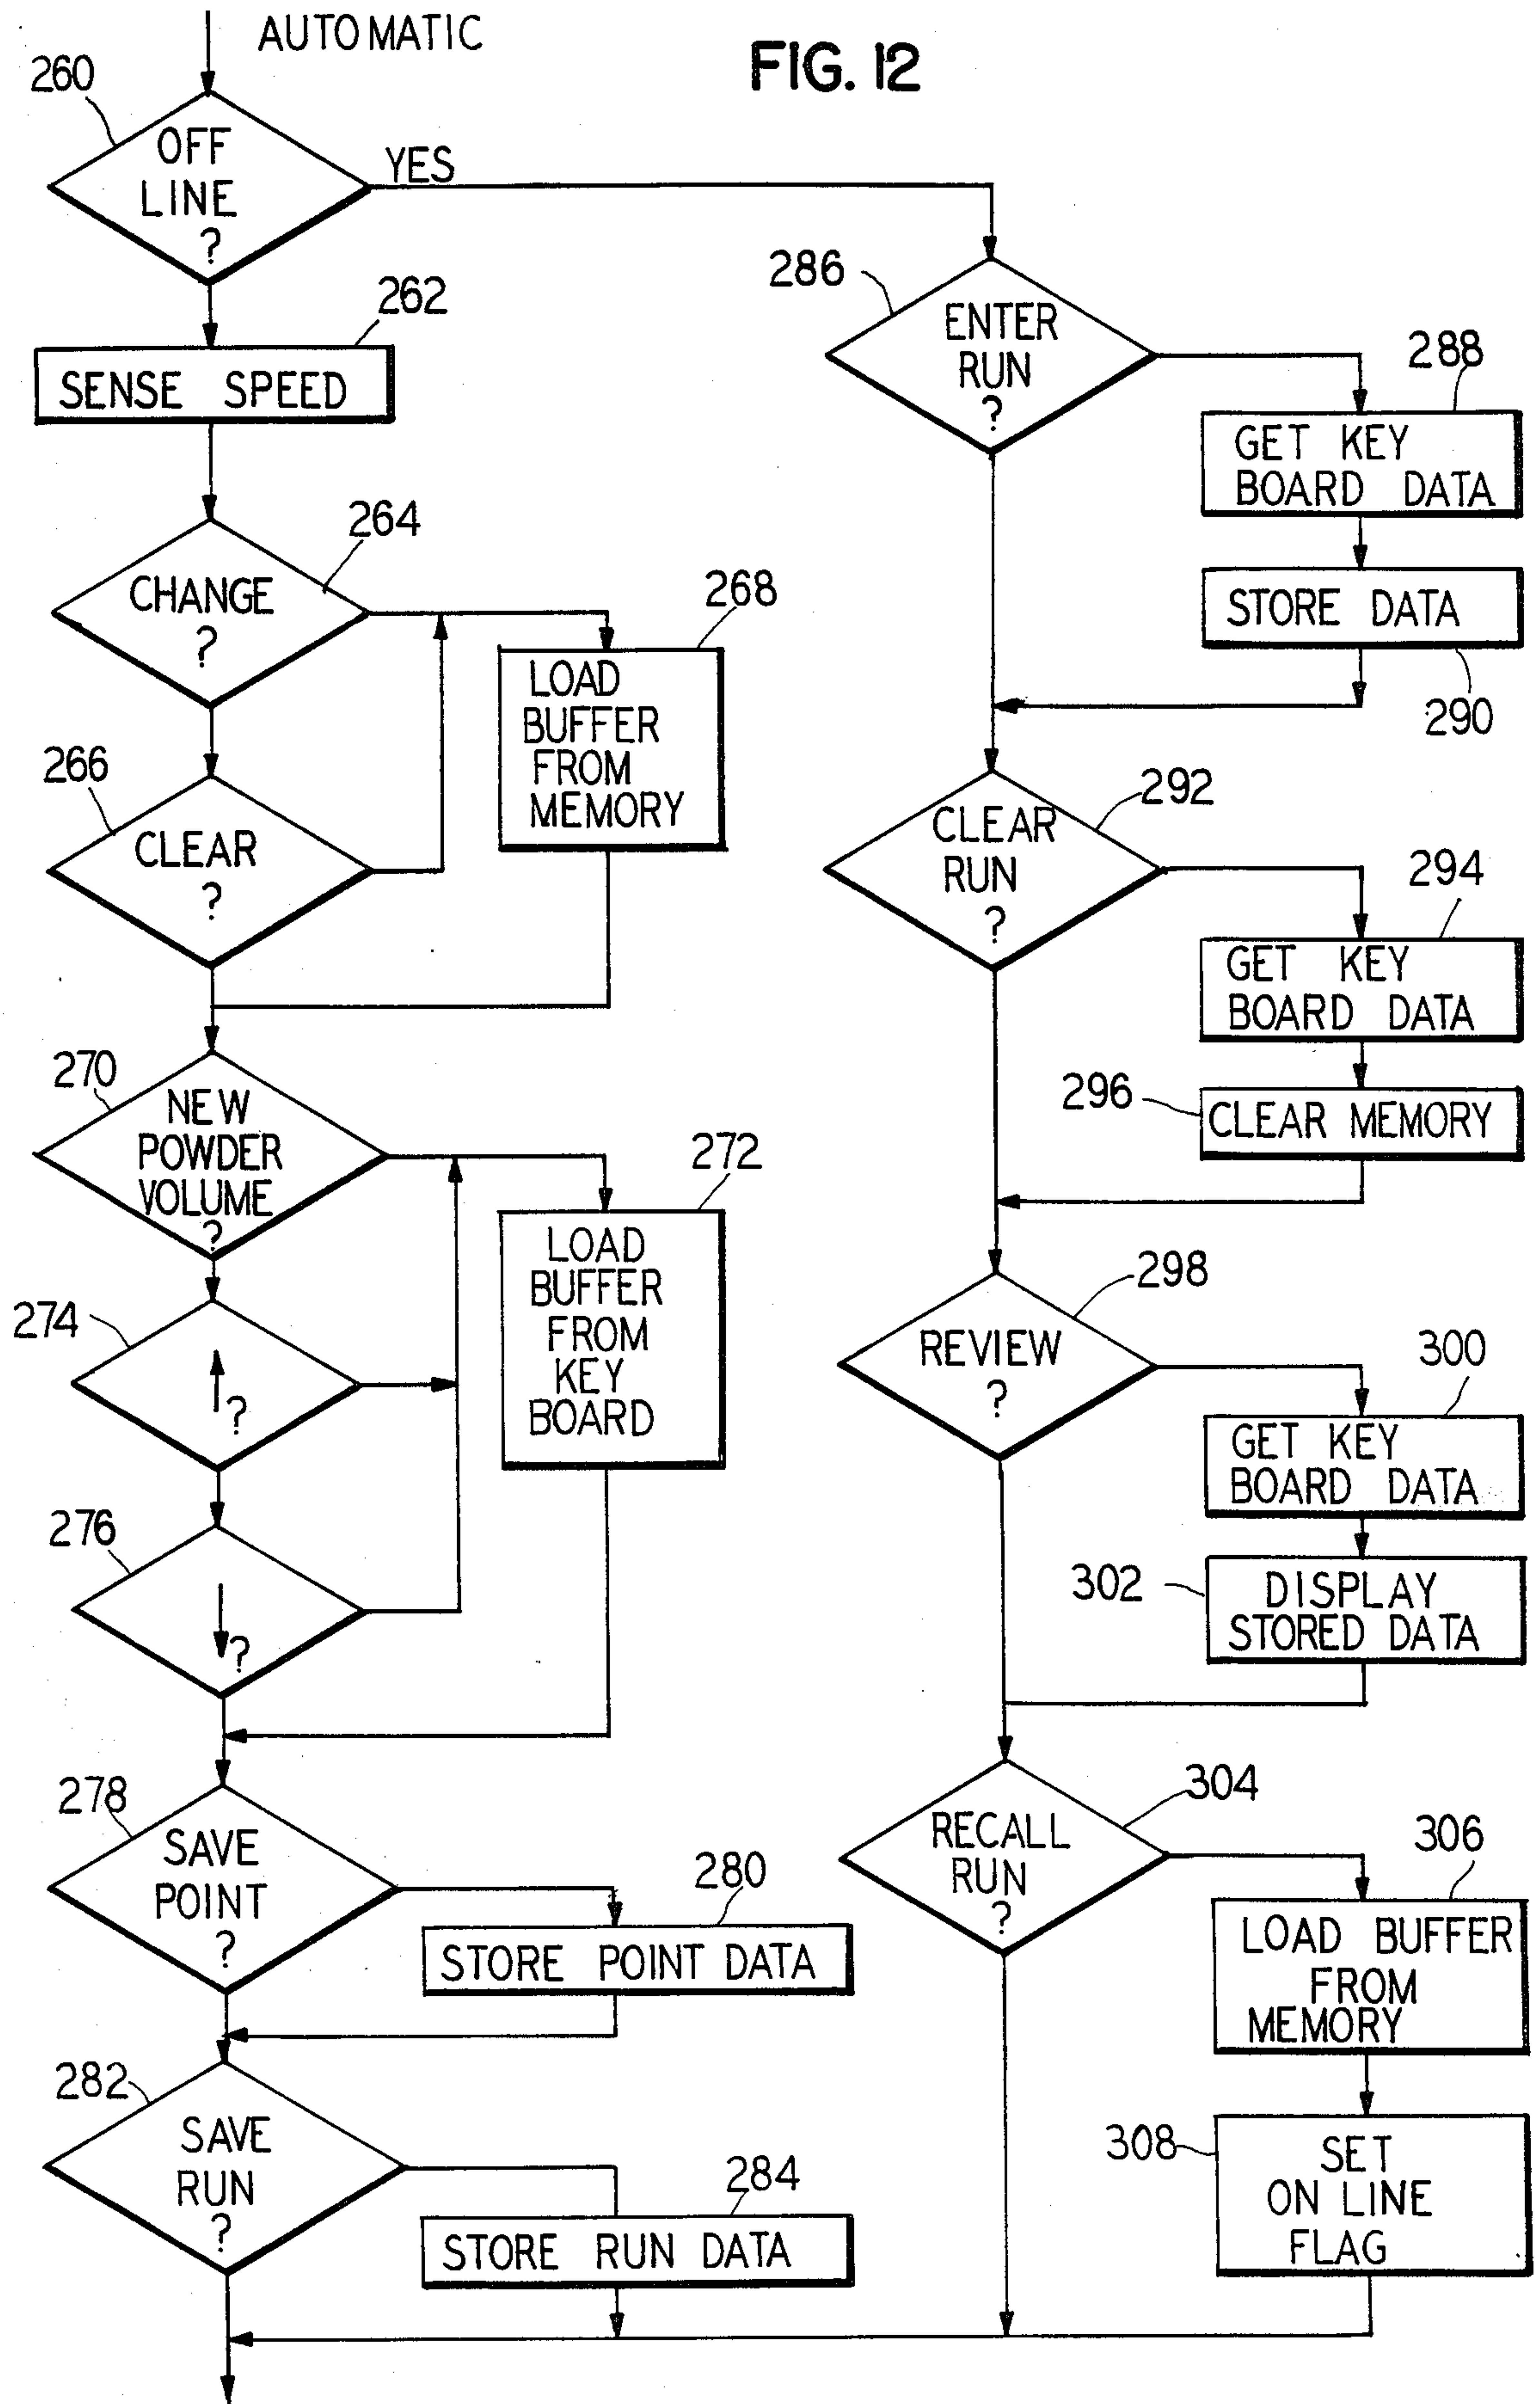 AUTOMATIC
FIG. 12
260
OFF
LINE
?
YES
262
SENSE SPEED
264
CHANGE
?
268
LOAD
BUFFER
FROM
MEMORY
266
CLEAR
?
270
NEW
POWDER
VOLUME
?
272
LOAD
BUFFER
FROM
KEY
BOARD
274
?
276
?
278
SAVE
POINT
?
280
STORE POINT DATA
282
SAVE
RUN
?
284
STORE RUN DATA
286
ENTER
RUN
?
288
GET KEY
BOARD DATA
STORE DATA
290
292
CLEAR
RUN
?
294
GET KEY
BOARD DATA
296
CLEAR MEMORY
298
REVIEW
?
300
GET KEY
BOARD DATA
302
DISPLAY
STORED DATA
304
RECALL
RUN
?
306
LOAD BUFFER
FROM
MEMORY
308
SET
ON LINE
FLAG